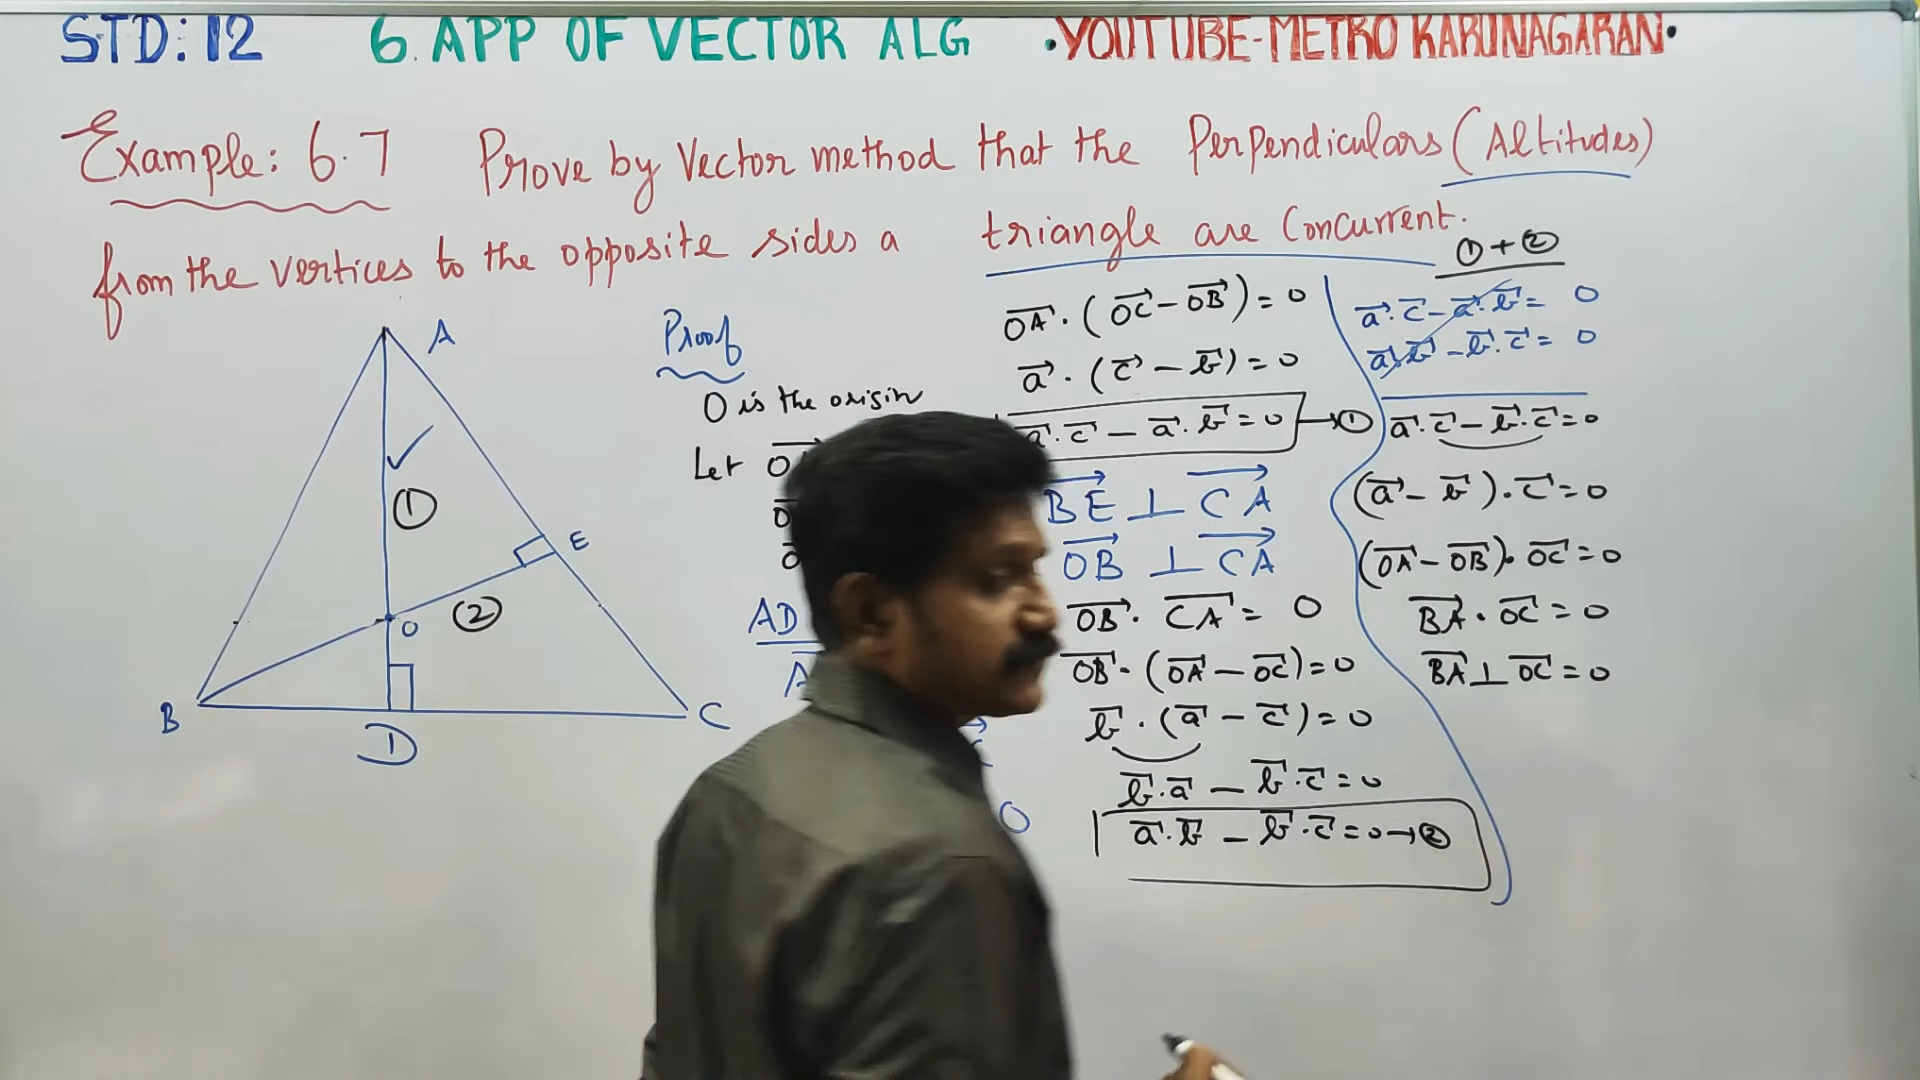 STD: 12 6. APP OF VECTOR ALG •YOUTUBE-METRO KARUNAGARAN•
Example: 6.7 Prove by Vector method that the Perpendiculars (Altitudes)
from the vertices to the opposite sides a triangle are Concurrent.
A
①
E
②
O
B
D
C
Proof
O is the origin
Let
AD
O
OA⃗ · (OC⃗ - OB⃗) = 0
a⃗ · (c⃗ - b⃗) = 0
a⃗ · c⃗ - a⃗ · b⃗ = 0 → ①
BE⃗ ⊥ CA⃗
OB⃗ ⊥ CA⃗
OB⃗ · CA⃗ = 0
OB⃗ · (OA⃗ - OC⃗) = 0
b⃗ · (a⃗ - c⃗) = 0
b⃗ · a⃗ - b⃗ · c⃗ = 0
a⃗ · b⃗ - b⃗ · c⃗ = 0 → ②
① + ②
a⃗ · c⃗ - a⃗ · b⃗ = 0
a⃗ · b⃗ - b⃗ · c⃗ = 0
a⃗ · c⃗ - b⃗ · c⃗ = 0
(a⃗ - b⃗) · c⃗ = 0
(OA⃗ - OB⃗) · OC⃗ = 0
BA⃗ · OC⃗ = 0
BA⃗ ⊥ OC⃗ = 0